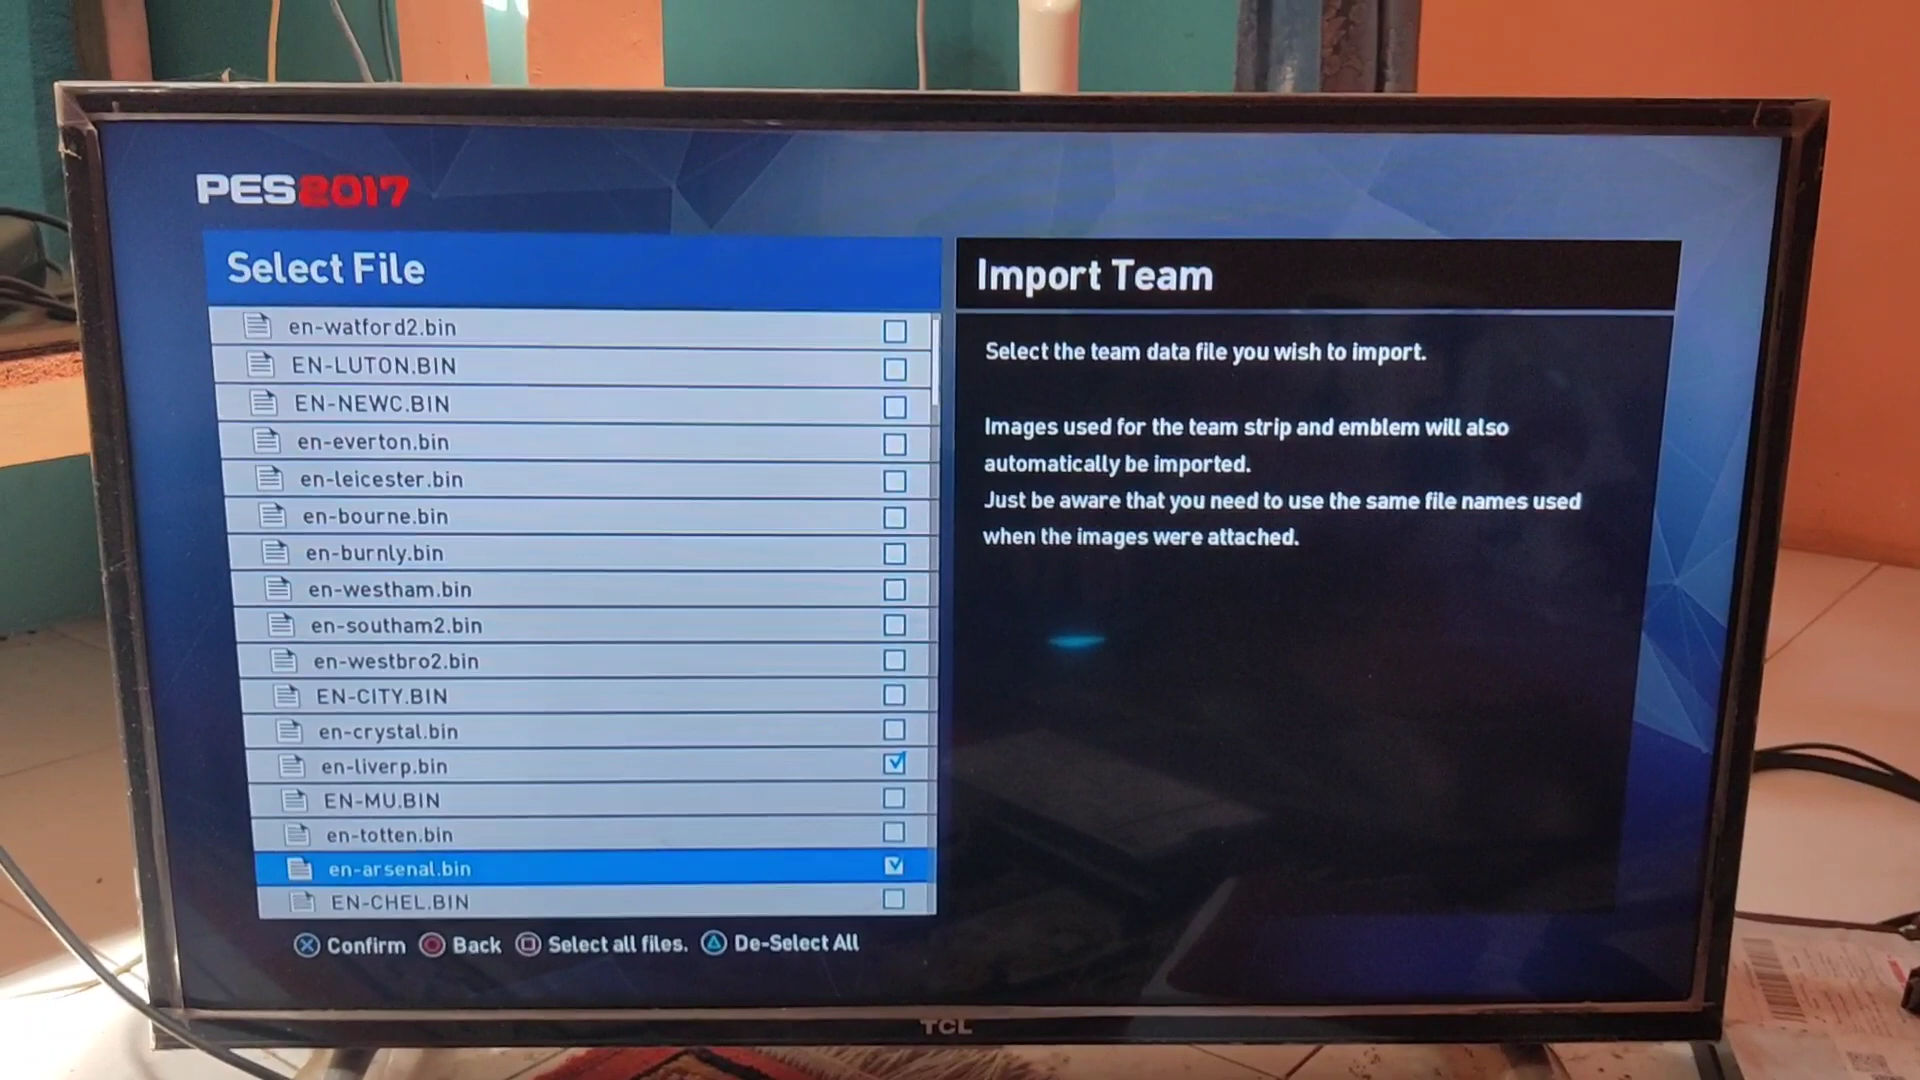 PES2017
Select File
en-watford2.bin
EN-LUTON.BIN
EN-NEWC.BIN
en-everton.bin
en-leicester.bin
en-bourne.bin
en-burnly.bin
en-westham.bin
en-southam2.bin
en-westbro2.bin
EN-CITY.BIN
en-crystal.bin
en-liverp.bin
EN-MU.BIN
en-totten.bin
en-arsenal.bin
EN-CHEL.BIN
Confirm Back Select all files. De-Select All
Import Team
Select the team data file you wish to import.
Images used for the team strip and emblem will also
automatically be imported.
Just be aware that you need to use the same file names used
when the images were attached.
TCL